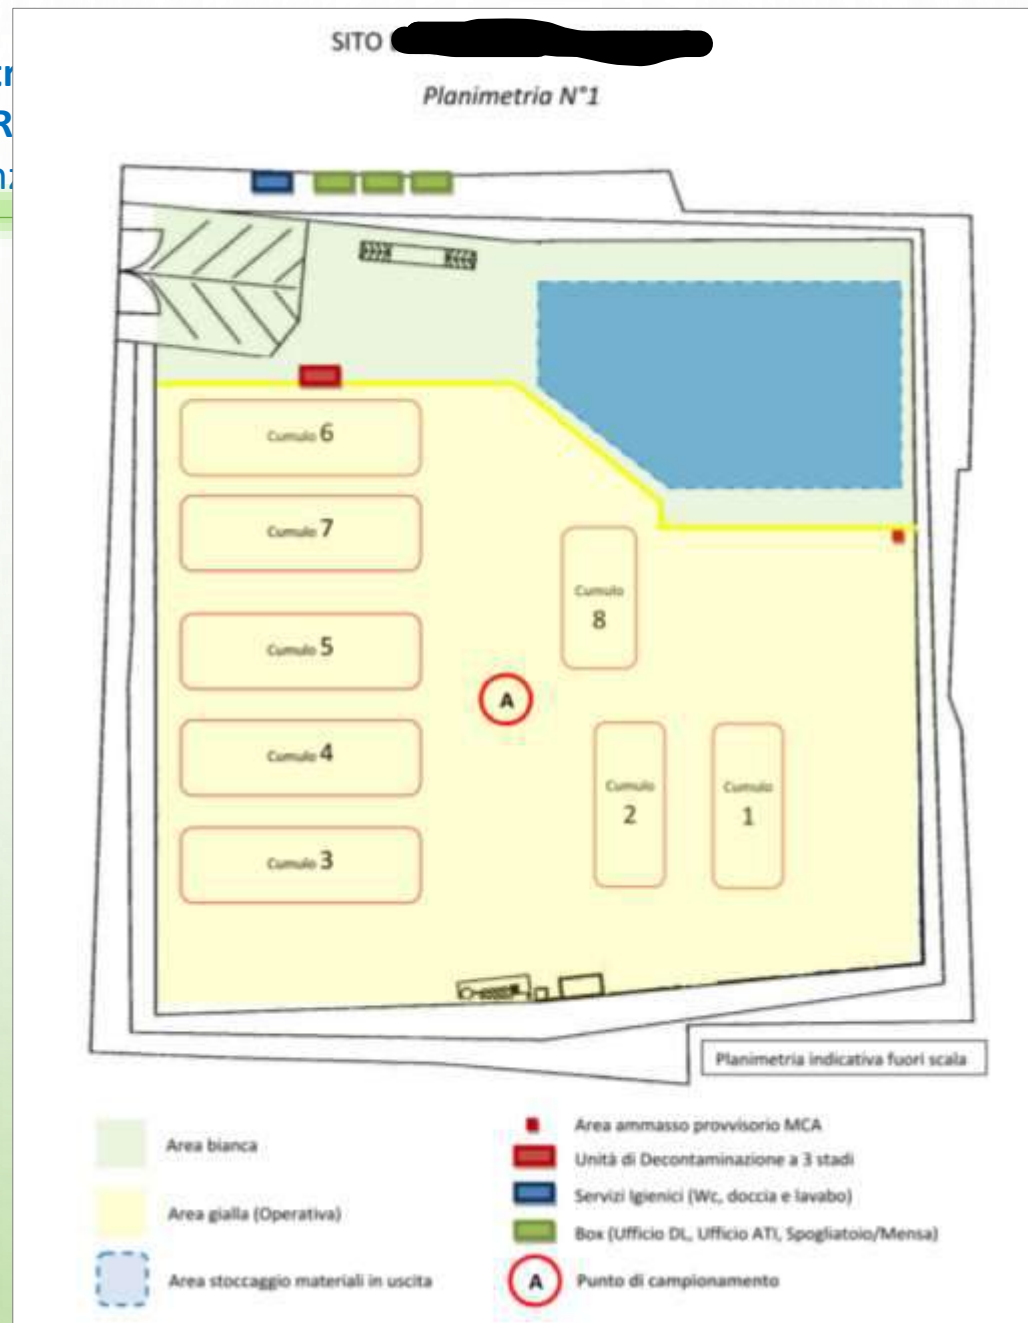 SITO
Planimetria N°1
Cumulo 6
Cumulo 7
Cumulo 8
Cumulo 5
A
Cumulo 4
Cumulo 2
Cumulo 1
Cumulo 3
Planimetria indicativa fuori scala
Area bianca
Area gialla (Operativa)
Area stoccaggio materiali in uscita
Area ammasso provvisorio MCA
Unità di Decontaminazione a 3 stadi
Servizi Igienici (Wc, doccia e lavabo)
Box (Ufficio DL, Ufficio ATI, Spogliatoio/Mensa)
A Punto di campionamento